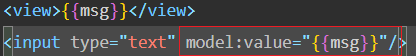 <view>{{msg}}</view>
<input type="text" model:value="{{msg}}"/>